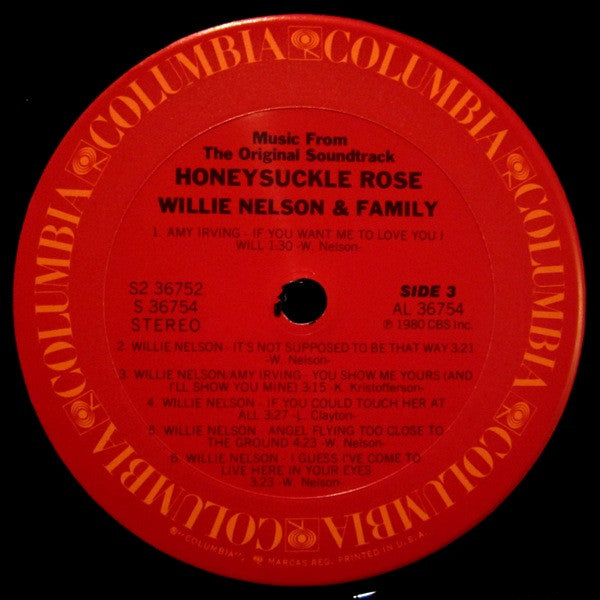 COLUMBIA COLUMBIA COLUMBIA COLUMBIA COLUMBIA COLUMBIA
Music From
The Original Soundtrack
HONEYSUCKLE ROSE
WILLIE NELSON & FAMILY
1. AMY IRVING - IF YOU WANT ME TO LOVE YOU I
WILL 1:30 -W. Nelson-
S2 36752
S 36754
STEREO
SIDE 3
AL 36754
℗ 1980 CBS Inc.
2. WILLIE NELSON - IT'S NOT SUPPOSED TO BE THAT WAY 3:21
-W. Nelson-
3. WILLIE NELSON/AMY IRVING - YOU SHOW ME YOURS (AND
I'LL SHOW YOU MINE) 3:15 -K. Kristofferson-
4. WILLIE NELSON - IF YOU COULD TOUCH HER AT
ALL 3:27 -L. Clayton-
5. WILLIE NELSON - ANGEL FLYING TOO CLOSE TO
THE GROUND 4:23 -W. Nelson-
6. WILLIE NELSON - I GUESS I'VE COME TO
LIVE HERE IN YOUR EYES
3:23 -W. Nelson-
®"COLUMBIA", MARCAS REG. PRINTED IN U.S.A.